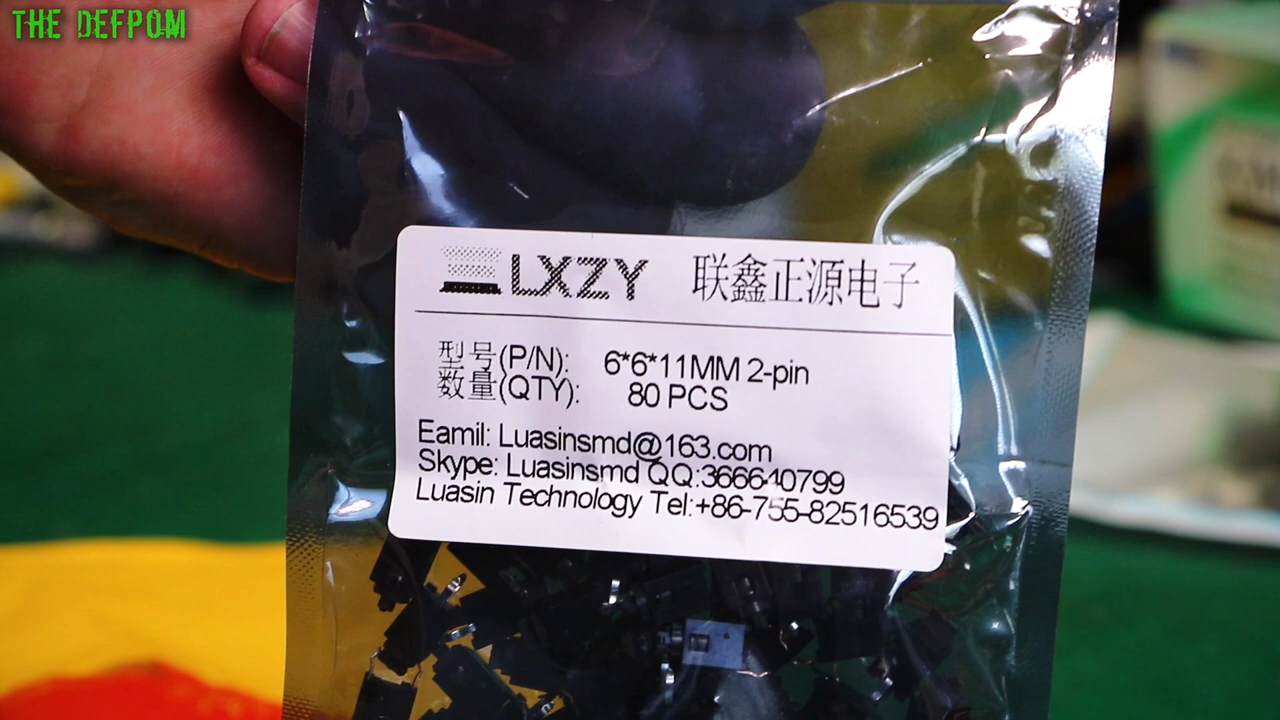 THE DEFPOM
LXZY 联鑫正源电子
型号(P/N): 6*6*11MM 2-pin
数量(QTY): 80 PCS
Eamil: Luasinsmd@163.com
Skype: Luasinsmd QQ:366640799
Luasin Technology Tel:+86-755-82516539